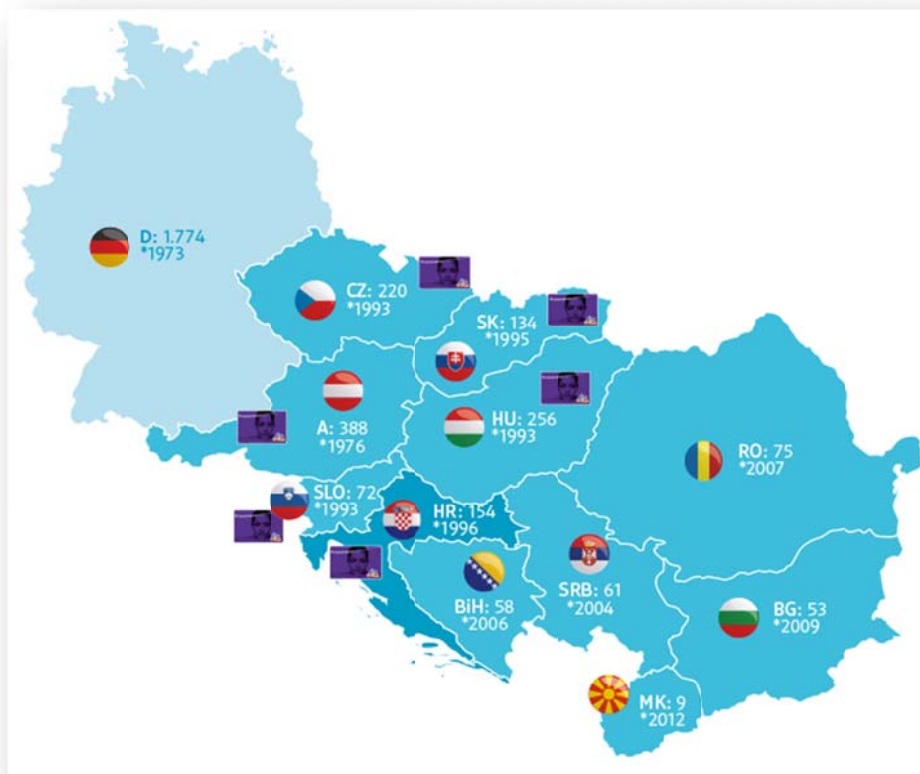 D: 1.774
*1973
CZ: 220
*1993
SK: 134
*1995
A: 388
*1976
HU: 256
*1993
RO: 75
*2007
SLO: 72
*1993
HR: 154
*1996
BiH: 58
*2006
SRB: 61
*2004
BG: 53
*2009
MK: 9
*2012